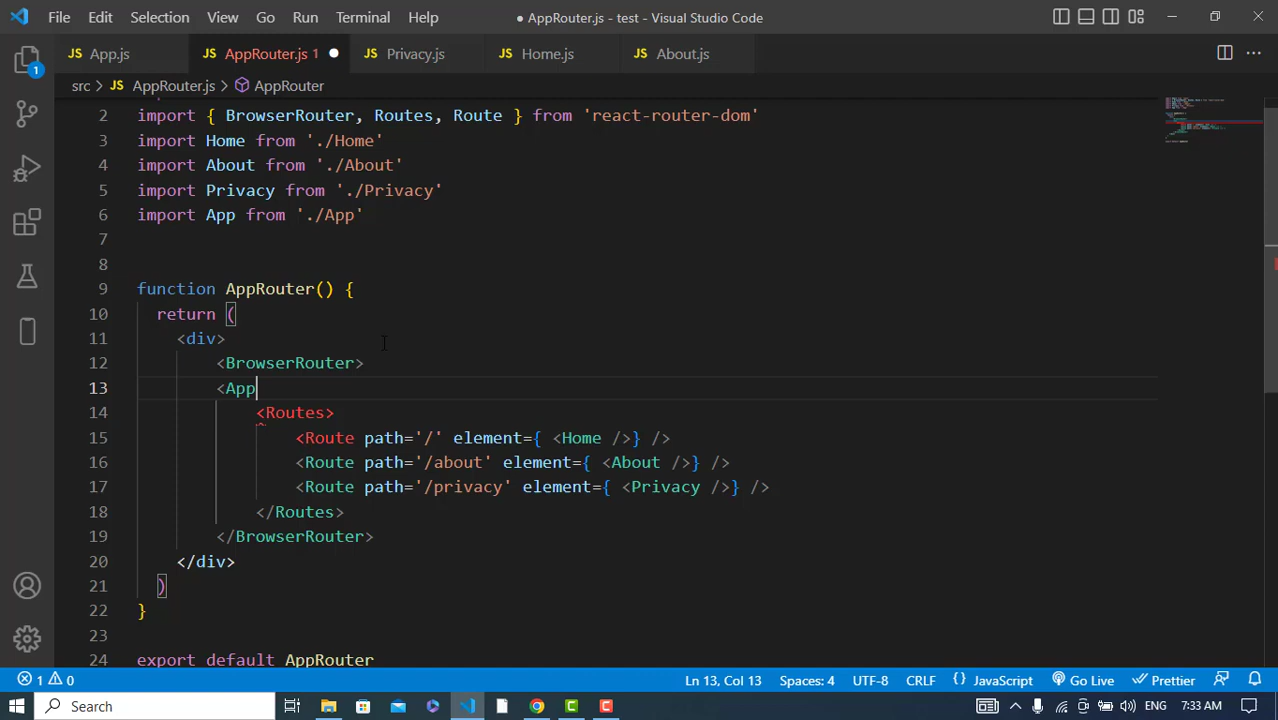 File Edit Selection View Go Run Terminal Help ● AppRouter.js - test - Visual Studio Code
JS App.js JS AppRouter.js 1 ● JS Privacy.js JS Home.js JS About.js
src > JS AppRouter.js > AppRouter
2 import { BrowserRouter, Routes, Route } from 'react-router-dom'
3 import Home from './Home'
4 import About from './About'
5 import Privacy from './Privacy'
6 import App from './App'
7
8
9 function AppRouter() {
10 return (
11 <div>
12 <BrowserRouter>
13 <App
14 <Routes>
15 <Route path='/' element={ <Home />} />
16 <Route path='/about' element={ <About />} />
17 <Route path='/privacy' element={ <Privacy />} />
18 </Routes>
19 </BrowserRouter>
20 </div>
21 )
22 }
23
24 export default AppRouter
1
1 0 Ln 13, Col 13 Spaces: 4 UTF-8 CRLF {} JavaScript Go Live Prettier
Search ENG 7:33 AM